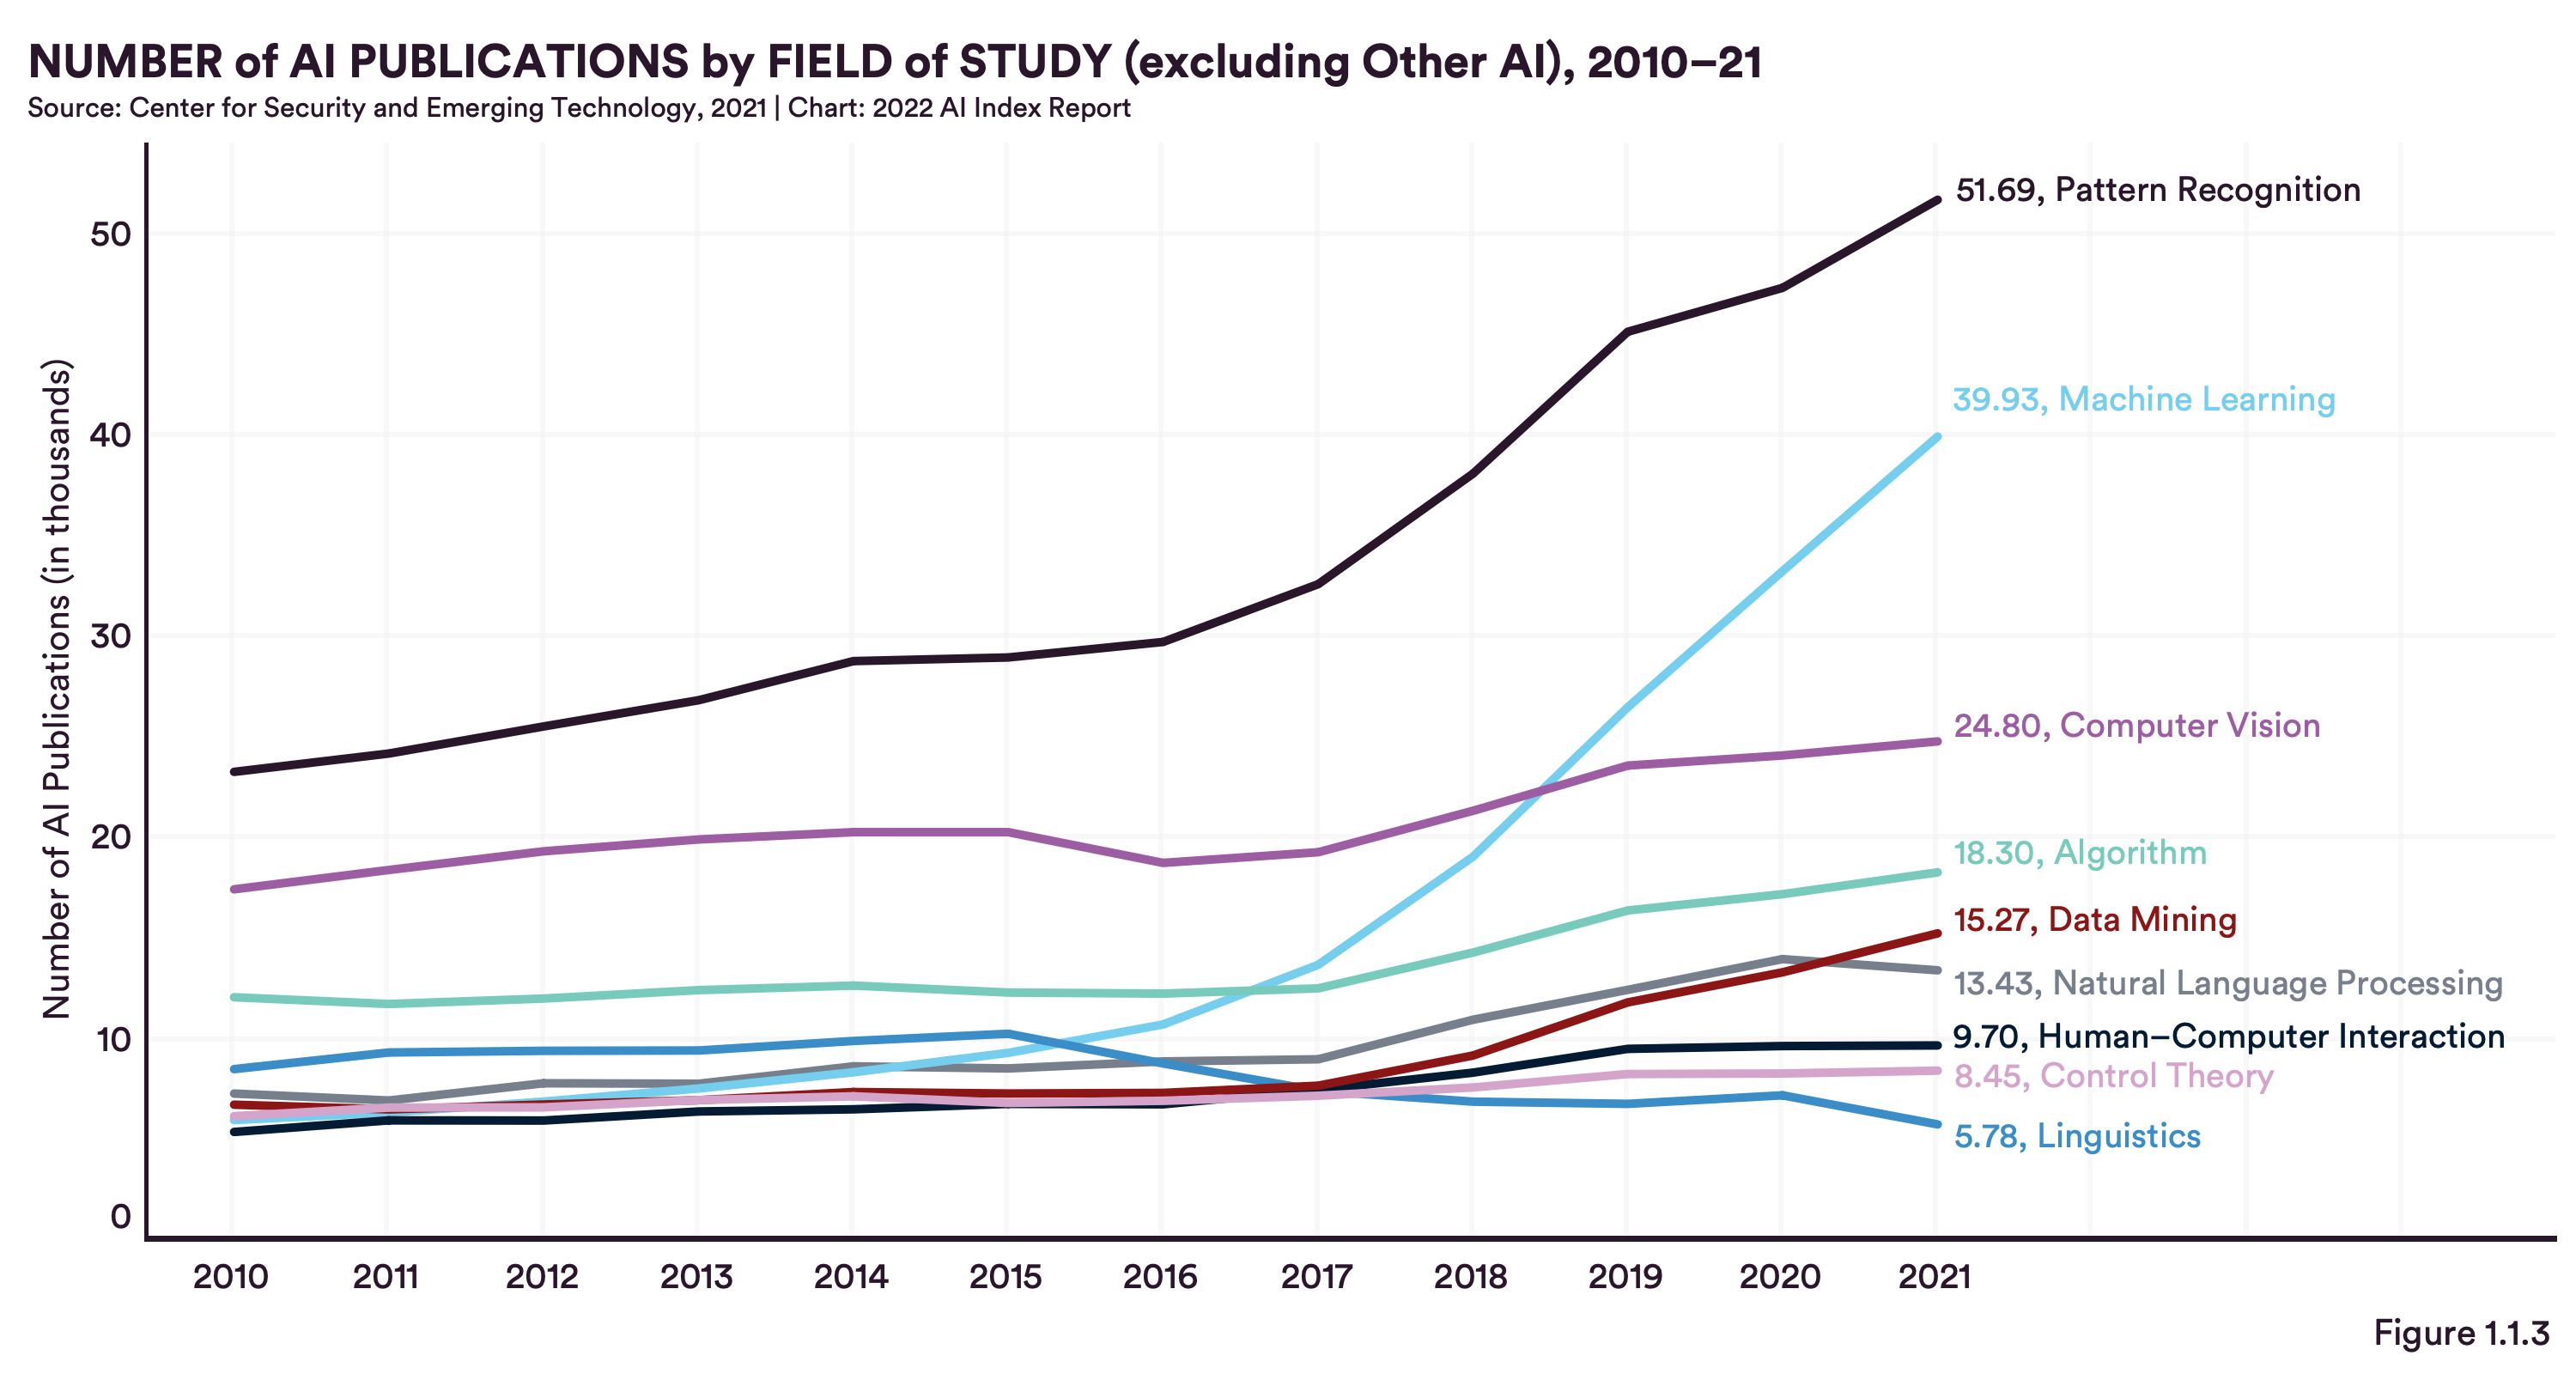 NUMBER of AI PUBLICATIONS by FIELD of STUDY (excluding Other AI), 2010–21
Source: Center for Security and Emerging Technology, 2021 | Chart: 2022 AI Index Report
Number of AI Publications (in thousands)
50
40
30
20
10
0
51.69, Pattern Recognition
39.93, Machine Learning
24.80, Computer Vision
18.30, Algorithm
15.27, Data Mining
13.43, Natural Language Processing
9.70, Human–Computer Interaction
8.45, Control Theory
5.78, Linguistics
2010 2011 2012 2013 2014 2015 2016 2017 2018 2019 2020 2021
Figure 1.1.3